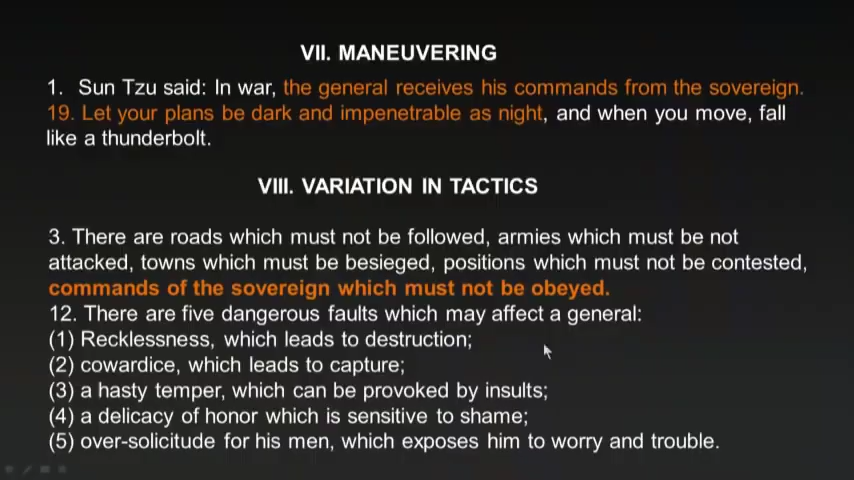 VII. MANEUVERING
1. Sun Tzu said: In war, the general receives his commands from the sovereign.
19. Let your plans be dark and impenetrable as night, and when you move, fall
like a thunderbolt.
VIII. VARIATION IN TACTICS
3. There are roads which must not be followed, armies which must be not
attacked, towns which must be besieged, positions which must not be contested,
commands of the sovereign which must not be obeyed.
12. There are five dangerous faults which may affect a general:
(1) Recklessness, which leads to destruction;
(2) cowardice, which leads to capture;
(3) a hasty temper, which can be provoked by insults;
(4) a delicacy of honor which is sensitive to shame;
(5) over-solicitude for his men, which exposes him to worry and trouble.